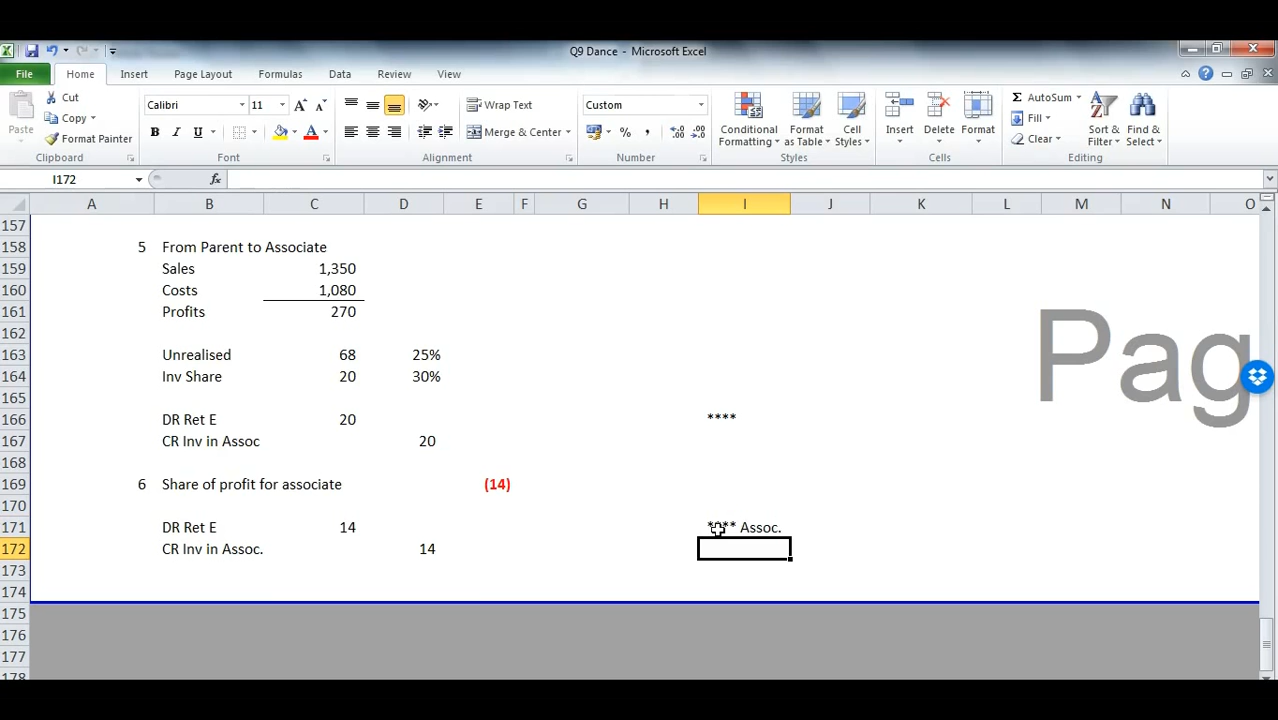 Q9 Dance - Microsoft Excel
File Home Insert Page Layout Formulas Data Review View
Paste
Cut
Copy
Format Painter
Clipboard
Calibri 11 A A
B I U A
Font
Wrap Text
Merge & Center
Alignment
Custom
% ,
Number
Conditional Formatting
Format as Table
Cell Styles
Styles
Insert Delete Format
Cells
Σ AutoSum
Fill
Clear
Sort & Filter
Find & Select
Editing
I172 fx
A B C D E F G H I J K L M N O
157
158 5 From Parent to Associate
159 Sales 1,350
160 Costs 1,080
161 Profits 270
162
163 Unrealised 68 25%
164 Inv Share 20 30%
165
166 DR Ret E 20 ****
167 CR Inv in Assoc 20
168
169 6 Share of profit for associate (14)
170
171 DR Ret E 14 **** Assoc.
172 CR Inv in Assoc. 14
173
174
175
176
177
178
Pag